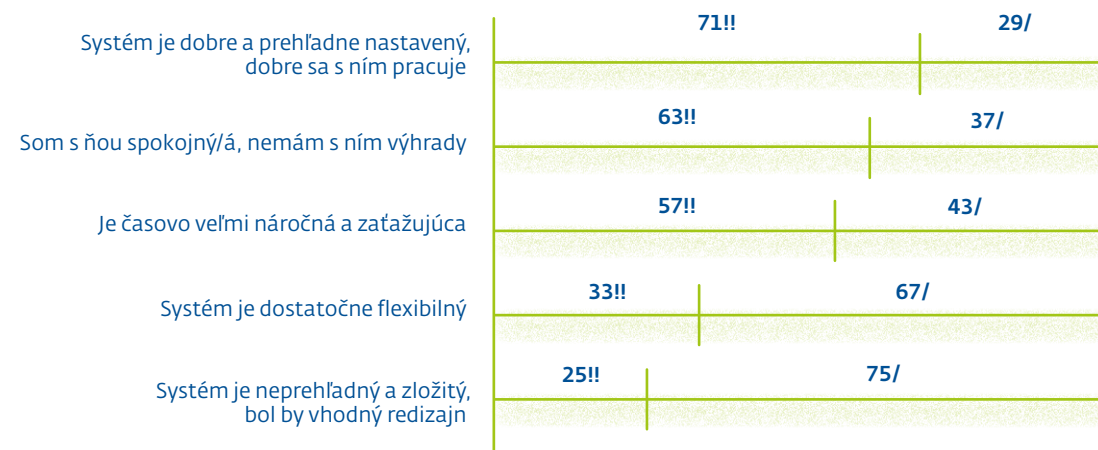 71!! 29/
Systém je dobre a prehľadne nastavený,
dobre sa s ním pracuje
63!! 37/
Som s ňou spokojný/á, nemám s ním výhrady
57!! 43/
Je časovo veľmi náročná a zaťažujúca
33!! 67/
Systém je dostatočne flexibilný
25!! 75/
Systém je neprehľadný a zložitý,
bol by vhodný redizajn